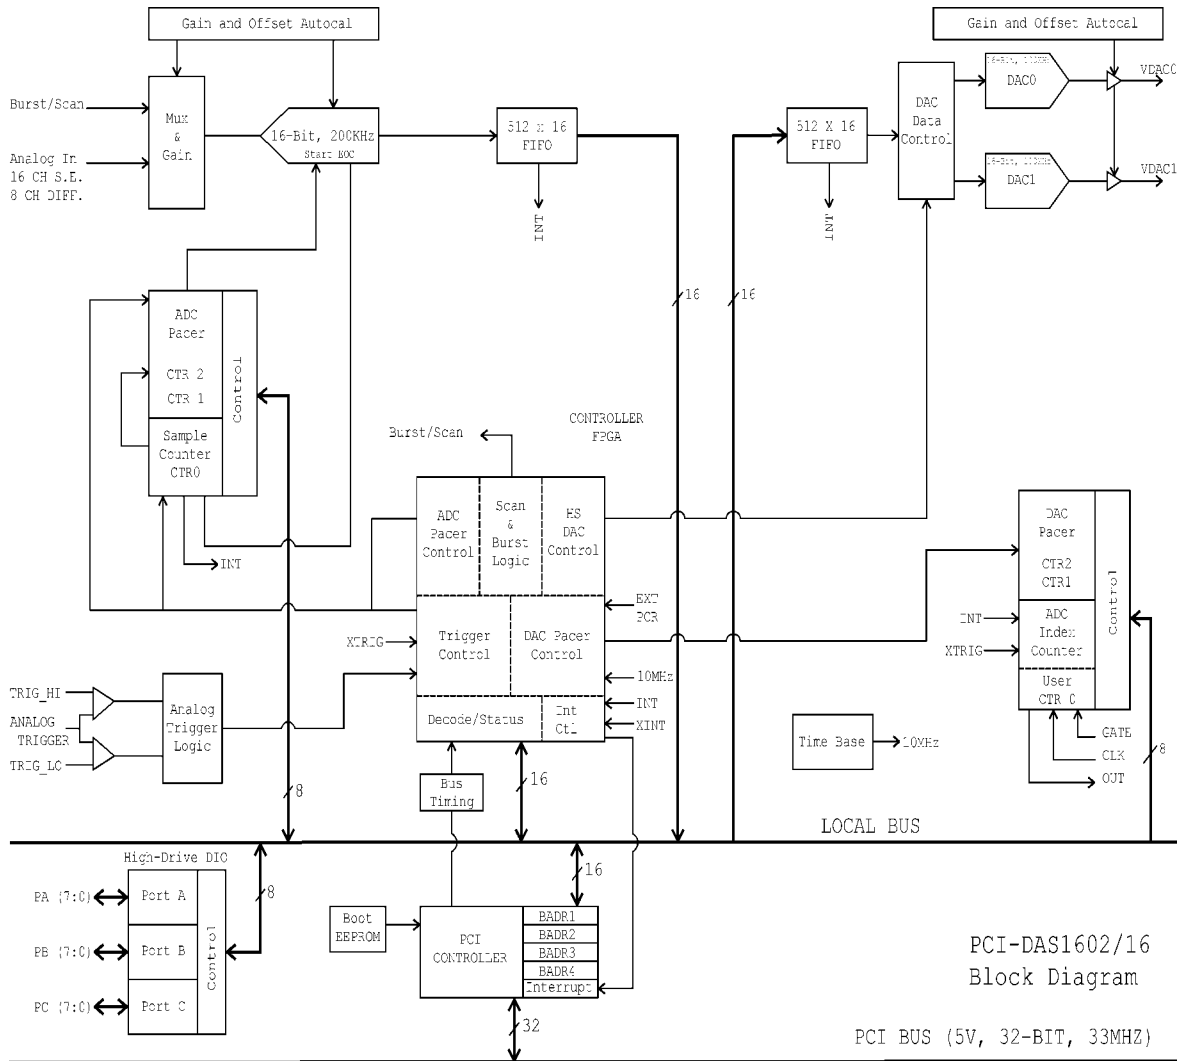 Gain and Offset Autocal
Gain and Offset Autocal
Burst/Scan
Analog In
16 CH S.E.
8 CH DIFF.
Mux
&
Gain
16-Bit, 200KHz
Start EOC
512 X 16
FIFO
INT
512 X 16
FIFO
INT
DAC
Data
Control
DAC0
DAC1
VDAC0
VDAC1
16
16
ADC
Pacer
CTR 2
CTR 1
Control
Sample
Counter
CTR0
INT
Burst/Scan
CONTROLLER
FPGA
ADC
Pacer
Control
Scan
&
Burst
Logic
HS
DAC
Control
EXT
PCR
XTRIG
Trigger
Control
DAC Pacer
Control
10MHz
INT
XINT
Decode/Status
Int
Ctl
DAC
Pacer
CTR2
CTR1
Control
INT
XTRIG
ADC
Index
Counter
User
CTR 0
GATE
CLK
OUT
8
TRIG_HI
ANALOG
TRIGGER
TRIG_LO
Analog
Trigger
Logic
Time Base
10MHz
Bus
Timing
16
8
LOCAL BUS
High-Drive DIO
PA (7:0)
Port A
PB (7:0)
Port B
PC (7:0)
Port C
Control
8
Boot
EEPROM
PCI
CONTROLLER
BADR1
BADR2
BADR3
BADR4
Interrupt
16
32
PCI-DAS1602/16
Block Diagram
PCI BUS (5V, 32-BIT, 33MHZ)